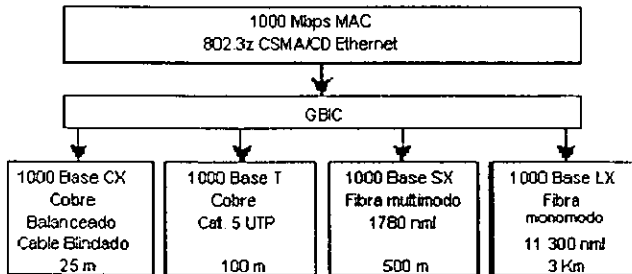 1000 Mbps MAC
802.3z CSMA/CD Ethernet
GBIC
1000 Base CX
Cobre
Balanceado
Cable Blindado
25 m
1000 Base T
Cobre
Cat. 5 UTP
100 m
1000 Base SX
Fibra multimodo
1780 nml
500 m
1000 Base LX
Fibra
monomodo
11 300 nml
3 Km